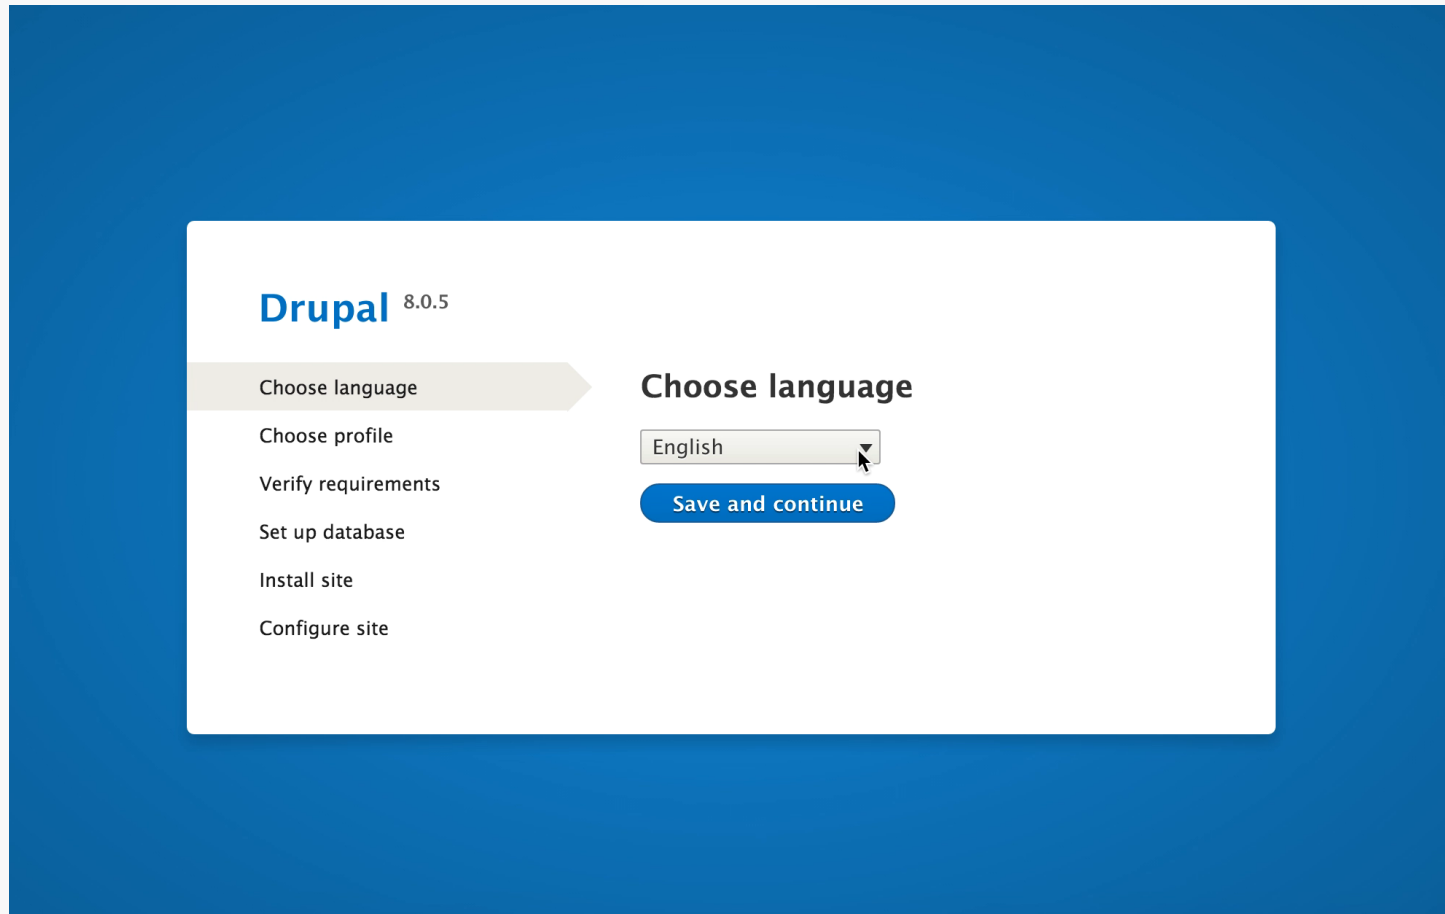 Drupal 8.0.5
Choose language
Choose profile
Verify requirements
Set up database
Install site
Configure site
Choose language
English
Save and continue